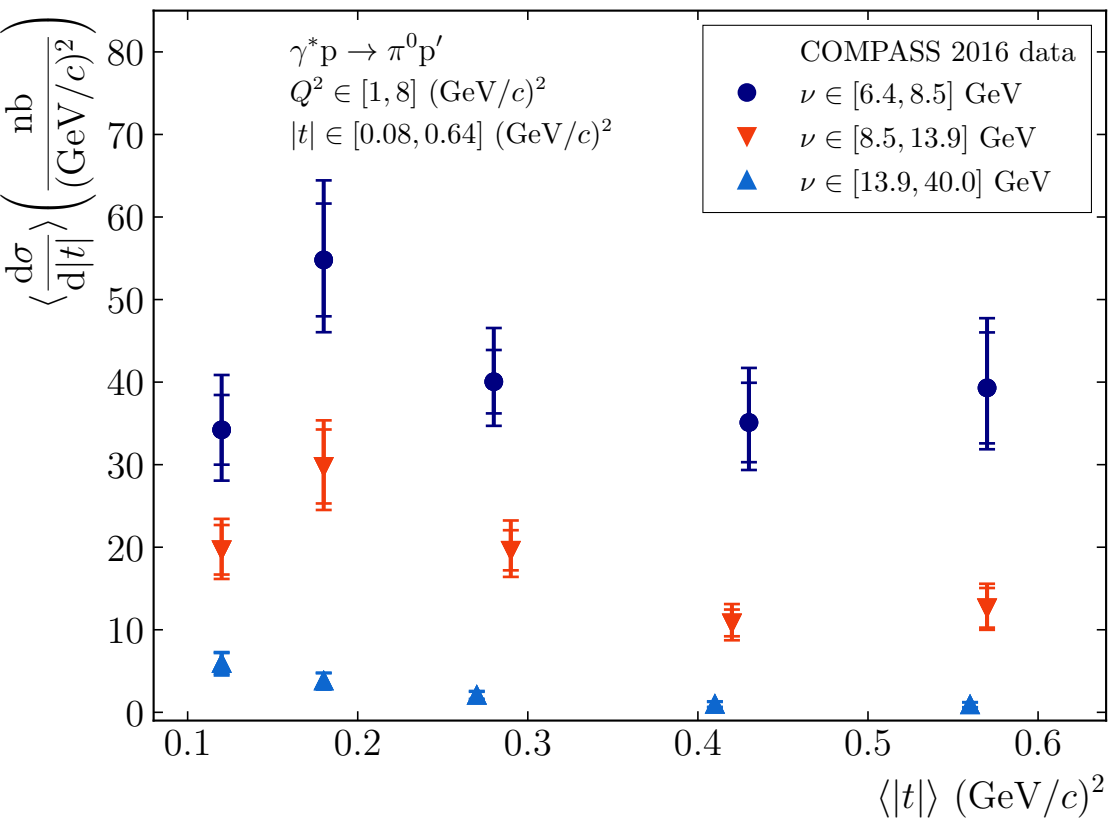 ⟨dσ/d|t|⟩ (nb/(GeV/c)²)
80
70
60
50
40
30
20
10
0
γ*p → π⁰p′
Q² ∈ [1, 8] (GeV/c)²
|t| ∈ [0.08, 0.64] (GeV/c)²
COMPASS 2016 data
ν ∈ [6.4, 8.5] GeV
ν ∈ [8.5, 13.9] GeV
ν ∈ [13.9, 40.0] GeV
0.1 0.2 0.3 0.4 0.5 0.6
⟨|t|⟩ (GeV/c)²